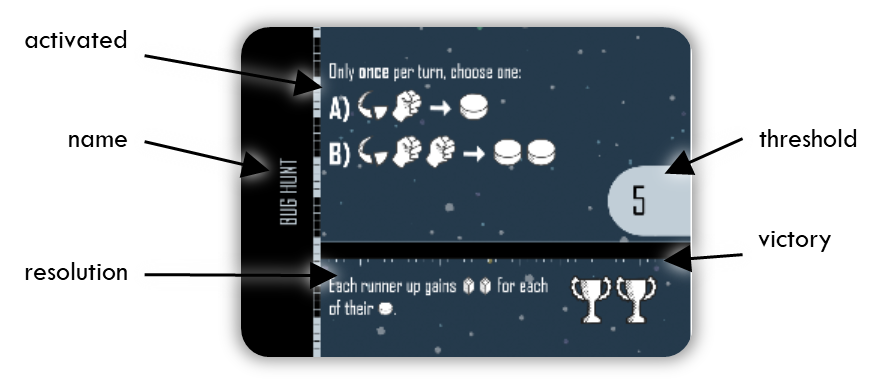 activated
name
resolution
BUG HUNT
Only once per turn, choose one:
A)
B)
5
Each runner up gains for each
of their .
threshold
victory